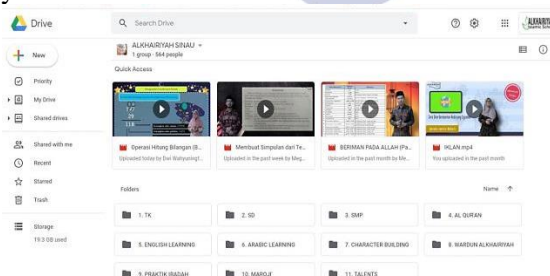 Drive
Search Drive
ALKHAIRIYAH
Islamic
New
ALKHAIRIYAH SINAU
1 group · 564 people
Quick Access
Priority
My Drive
Shared drives
Shared with me
Recent
Starred
Trash
Storage
19.3 GB used
Operasi Hitung Bilangan (B...
Uploaded today by Dwi Wahyuningt...
Membuat Simpulan dari Te...
Uploaded in the past week by Meg...
BERIMAN PADA ALLAH (Pa...
Uploaded in the past month by Meg...
IKLAN.mp4
You uploaded in the past month
Folders
Name
1. TK
2. SD
3. SMP
4. AL QURAN
5. ENGLISH LEARNING
6. ARABIC LEARNING
7. CHARACTER BUILDING
8. WARDUN ALKHAIRIYAH
9. PRAKTIK IBADAH
10. MAROJI'
11. TALENTS